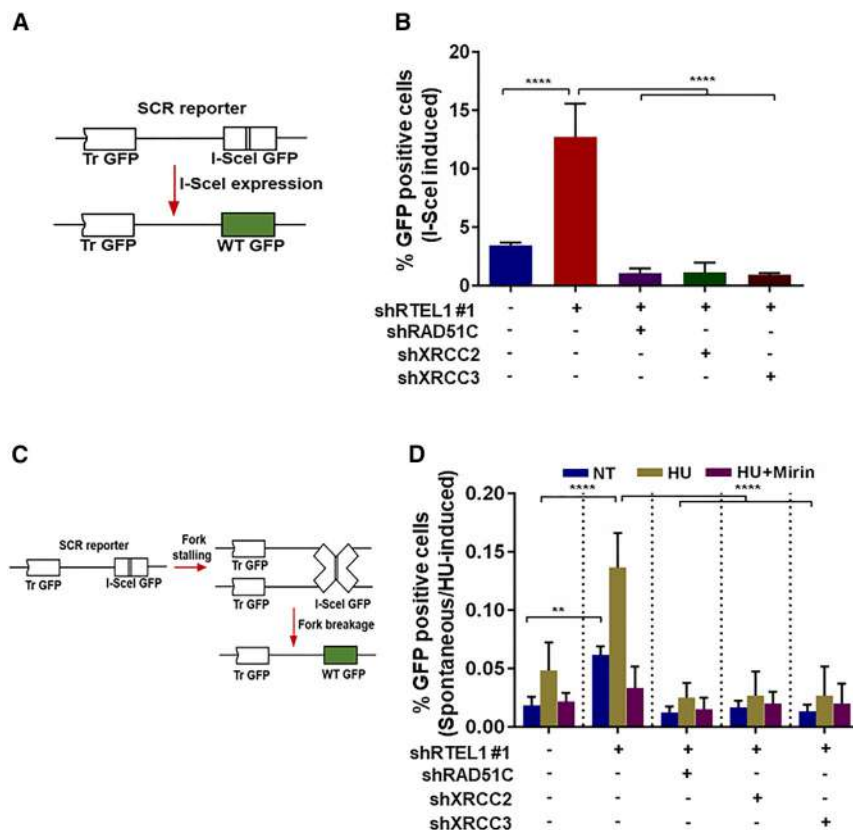 A
SCR reporter
Tr GFP I-SceI GFP
I-SceI expression
Tr GFP WT GFP
B
% GFP positive cells
(I-SceI induced)
20
15
10
5
0
**** ****
shRTEL1 #1 - + + + +
shRAD51C - - + - -
shXRCC2 - - - + -
shXRCC3 - - - - +
C
SCR reporter
Tr GFP I-SceI GFP
Fork
stalling
Tr GFP
Tr GFP
I-SceI GFP
Fork breakage
Tr GFP WT GFP
D
NT HU HU+Mirin
% GFP positive cells
(Spontaneous/HU-induced)
0.20
0.15
0.10
0.05
0.00
**** ****
**
shRTEL1 #1 - + + + +
shRAD51C - - + - -
shXRCC2 - - - + -
shXRCC3 - - - - +